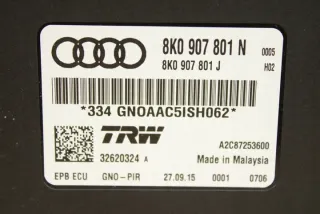 8K0 907 801 N 0005
8K0 907 801 J H02
*334 GNOAAC5ISH062*
TRW A2C87253600
32620324 A Made in Malaysia
EPB ECU GNO-PIR 27.09.15 0001 0706